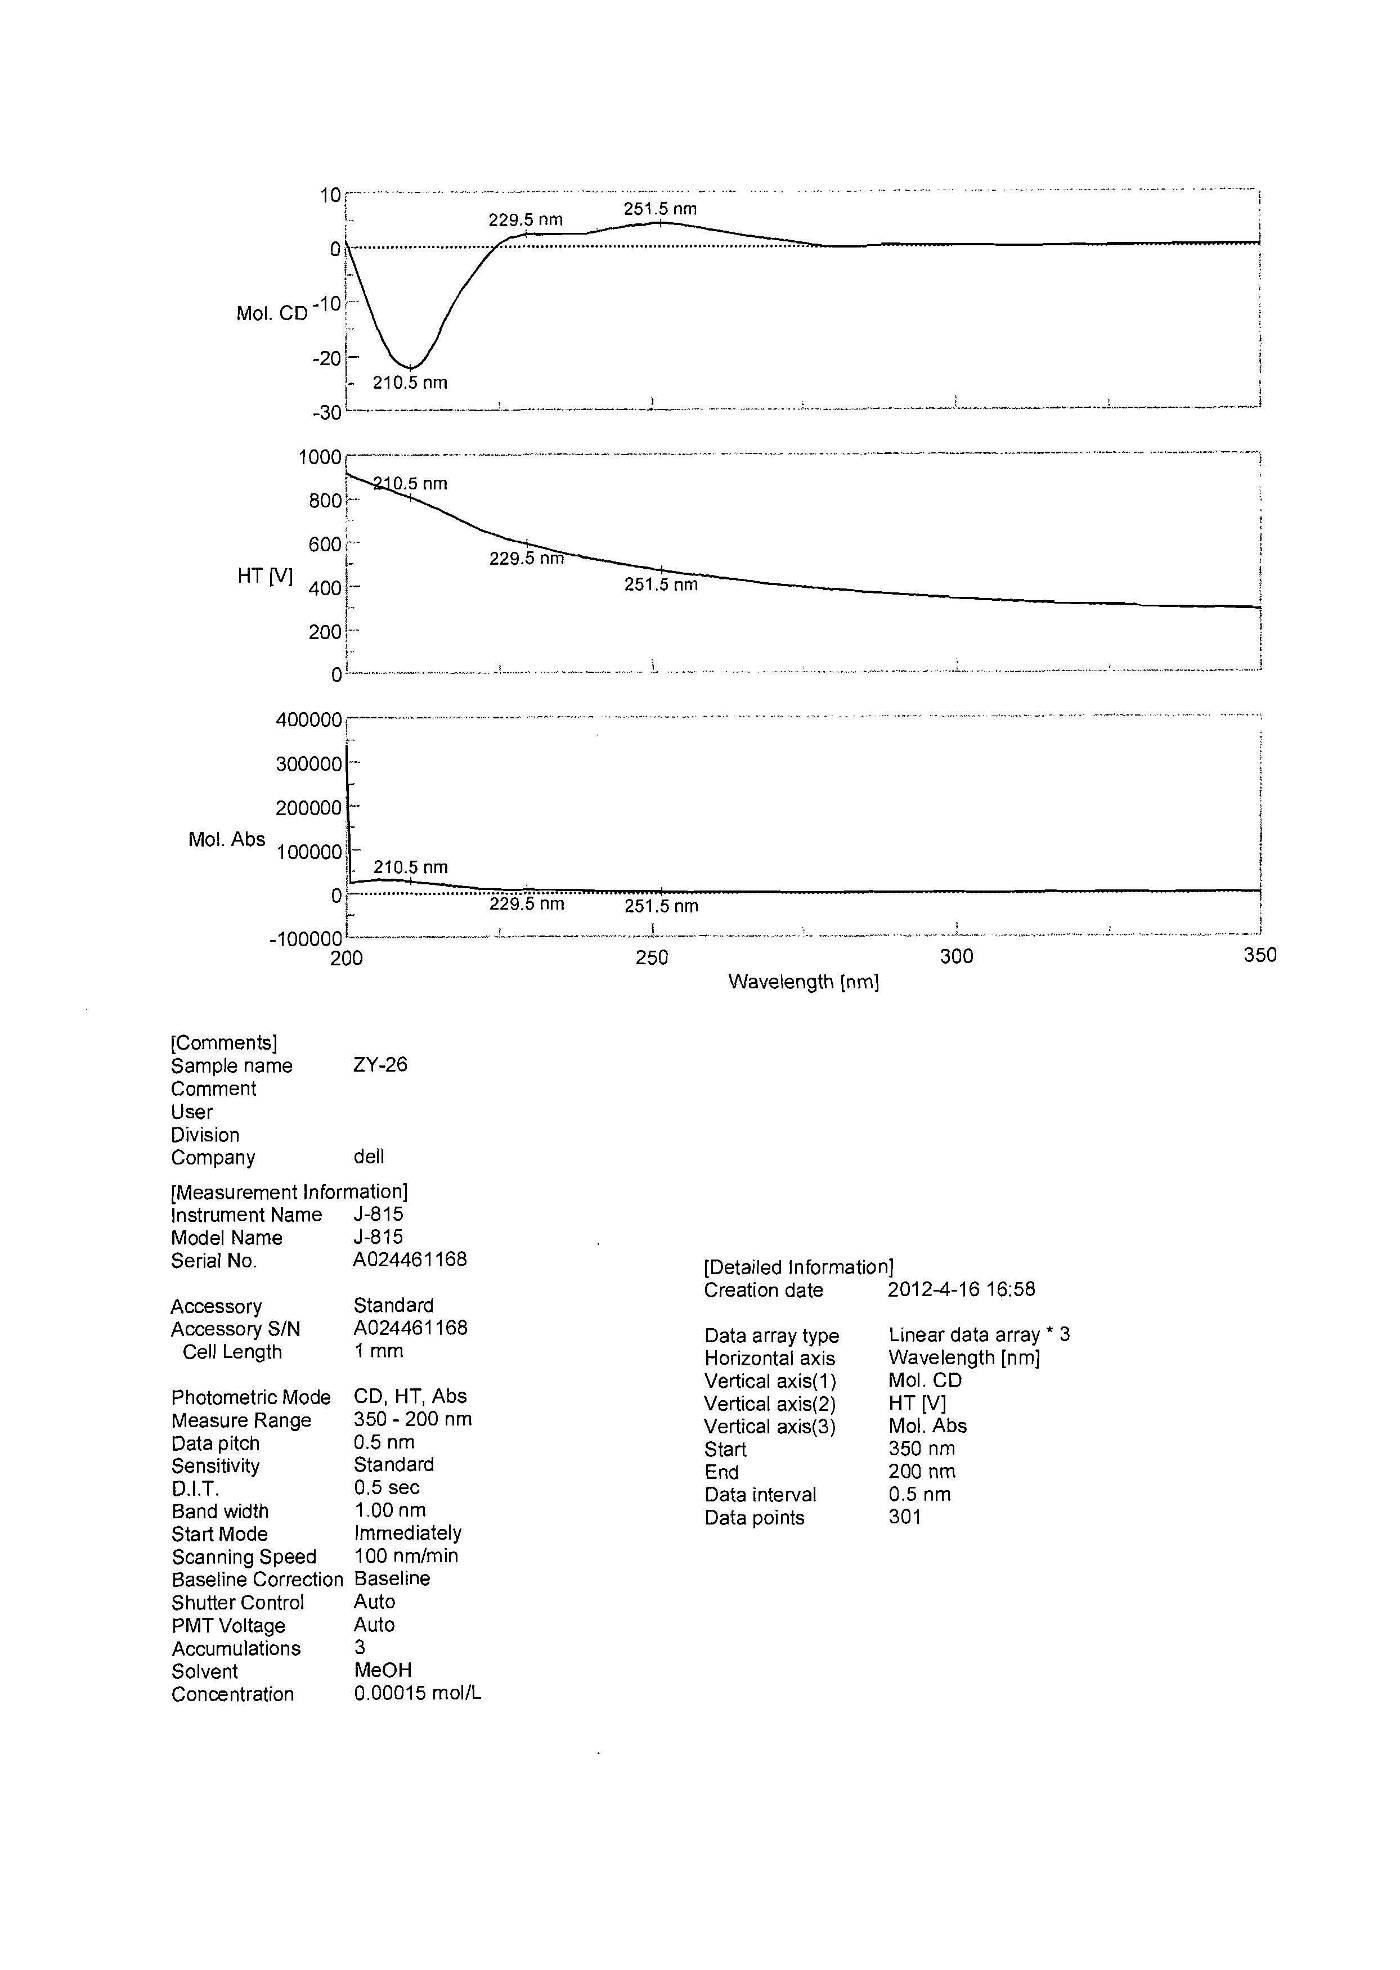 10
251.5 nm
229.5 nm
0
Mol. CD
-10
-20
210.5 nm
-30
1000
210.5 nm
800
600
229.5 nm
HT [V]
400
251.5 nm
200
0
400000
300000
200000
Mol. Abs
100000
210.5 nm
0
229.5 nm
251.5 nm
-100000
200
250
300
350
Wavelength [nm]
[Comments]
Sample name ZY-26
Comment
User
Division
Company dell
[Measurement Information]
Instrument Name J-815
Model Name J-815
Serial No. A024461168
Accessory Standard
Accessory S/N A024461168
Cell Length 1 mm
Photometric Mode CD, HT, Abs
Measure Range 350 - 200 nm
Data pitch 0.5 nm
Sensitivity Standard
D.I.T. 0.5 sec
Band width 1.00 nm
Start Mode Immediately
Scanning Speed 100 nm/min
Baseline Correction Baseline
Shutter Control Auto
PMT Voltage Auto
Accumulations 3
Solvent MeOH
Concentration 0.00015 mol/L
[Detailed Information]
Creation date 2012-4-16 16:58
Data array type Linear data array * 3
Horizontal axis Wavelength [nm]
Vertical axis(1) Mol. CD
Vertical axis(2) HT [V]
Vertical axis(3) Mol. Abs
Start 350 nm
End 200 nm
Data interval 0.5 nm
Data points 301